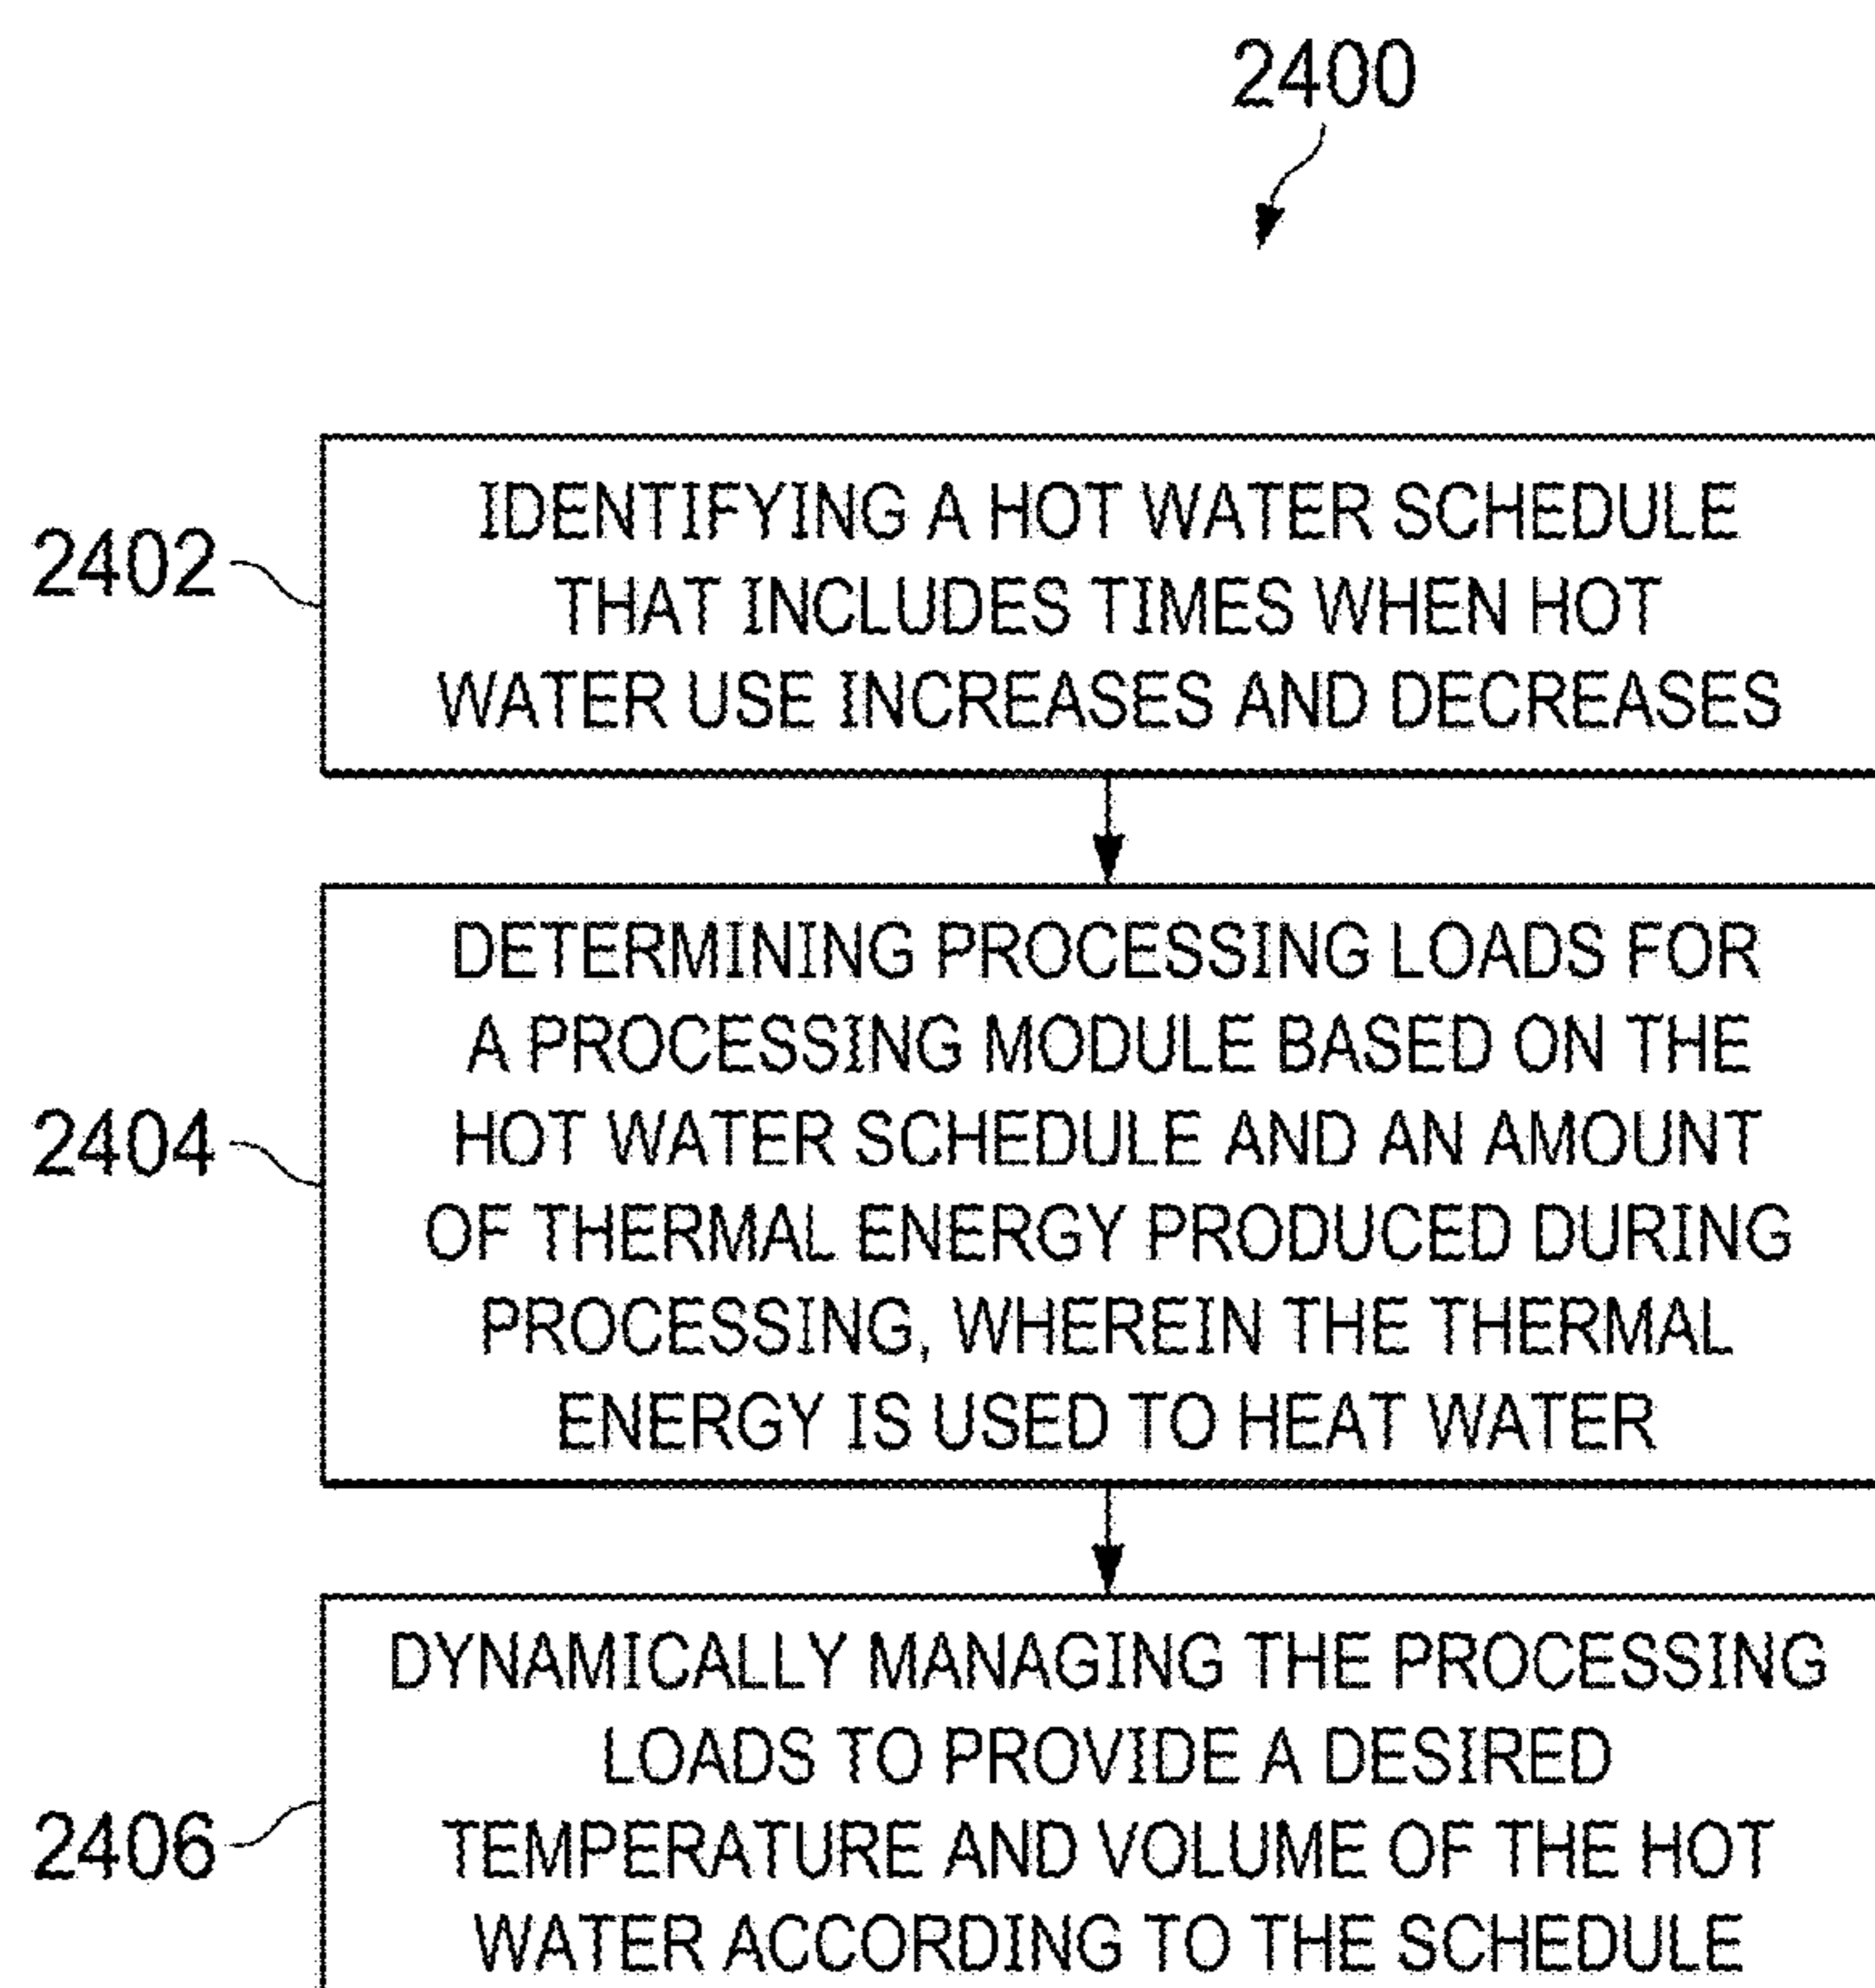 2400
2402
IDENTIFYING A HOT WATER SCHEDULE
THAT INCLUDES TIMES WHEN HOT
WATER USE INCREASES AND DECREASES
2404
DETERMINING PROCESSING LOADS FOR
A PROCESSING MODULE BASED ON THE
HOT WATER SCHEDULE AND AN AMOUNT
OF THERMAL ENERGY PRODUCED DURING
PROCESSING, WHEREIN THE THERMAL
ENERGY IS USED TO HEAT WATER
2406
DYNAMICALLY MANAGING THE PROCESSING
LOADS TO PROVIDE A DESIRED
TEMPERATURE AND VOLUME OF THE HOT
WATER ACCORDING TO THE SCHEDULE